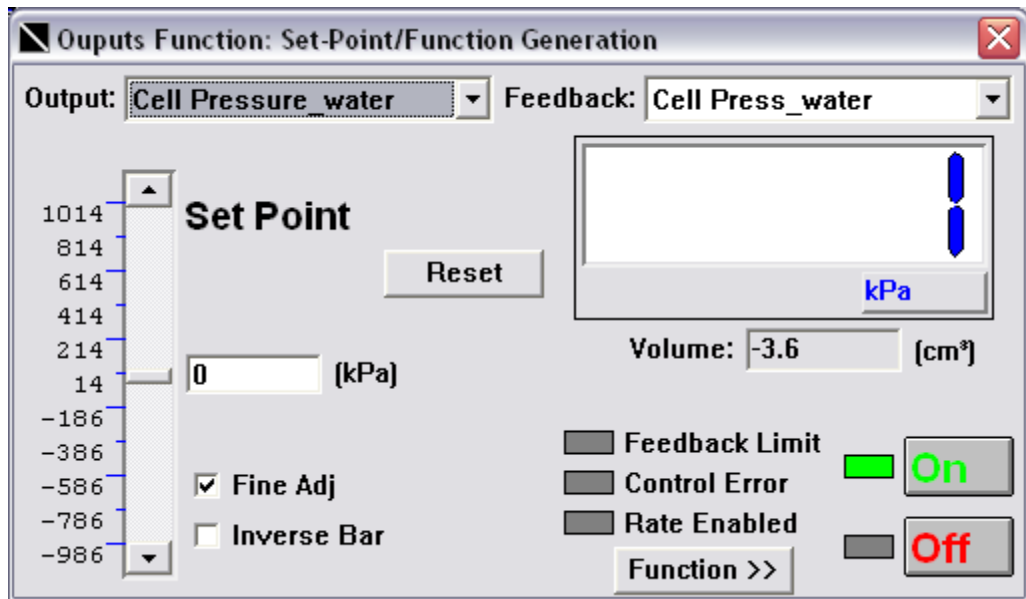 Ouputs Function: Set-Point/Function Generation
Output: Cell Pressure_water Feedback: Cell Press_water
1
kPa
Set Point
Reset
1014
814
614
414
214
14
-186
-386
-586
-786
-986
0 (kPa)
Volume: -3.6 (cm³)
Fine Adj
Inverse Bar
Feedback Limit
Control Error
Rate Enabled
On
Off
Function >>